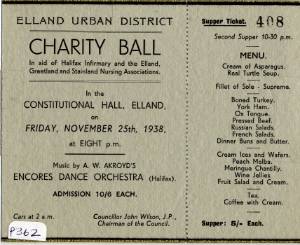 ELLAND URBAN DISTRICT
CHARITY BALL
In aid of Halifax Infirmary and the Elland,
Greetland and Stainland Nursing Associations.
In the
CONSTITUTIONAL HALL, ELLAND,
on
FRIDAY, NOVEMBER 25th, 1938,
at EIGHT p.m.
Music by A. W. AKROYD'S
ENCORES DANCE ORCHESTRA (Halifax).
ADMISSION 10/6 EACH.
Cars at 2 a.m.
Councillor John Wilson, J.P.,
Chairman of the Council.
P362
Supper Ticket. 408
Second Supper 10-30 p.m.
MENU.
Cream of Asparagus.
Real Turtle Soup.
Fillet of Sole - Supreme.
Boned Turkey.
York Ham.
Ox Tongue.
Pressed Beef.
Russian Salads.
French Salads.
Dinner Buns and Butter.
Cream Ices and Wafers.
Peach Melba.
Meringue Chantilly.
Wine Jellies
Fruit Salad and Cream.
Tea.
Coffee with Cream.
Supper: 5/- Each.